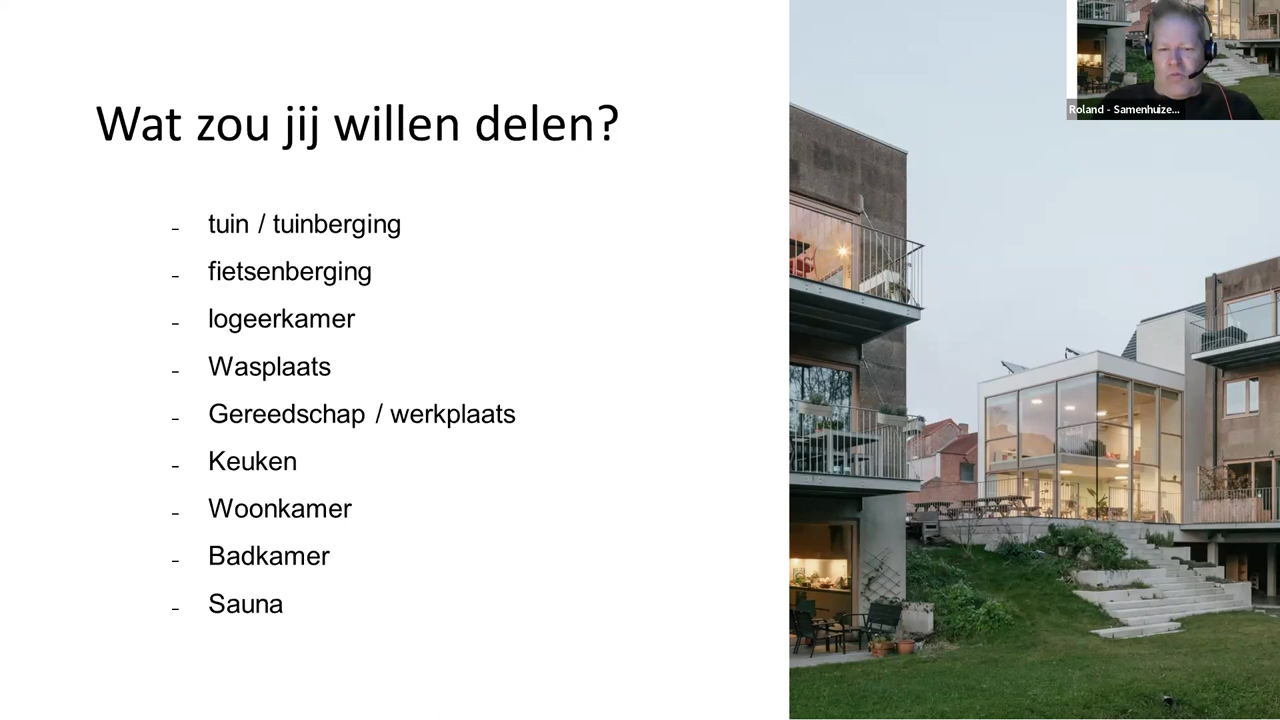 Wat zou jij willen delen?
- tuin / tuinberging
- fietsenberging
- logeerkamer
- Wasplaats
- Gereedschap / werkplaats
- Keuken
- Woonkamer
- Badkamer
- Sauna
Roland - Samenhuize...